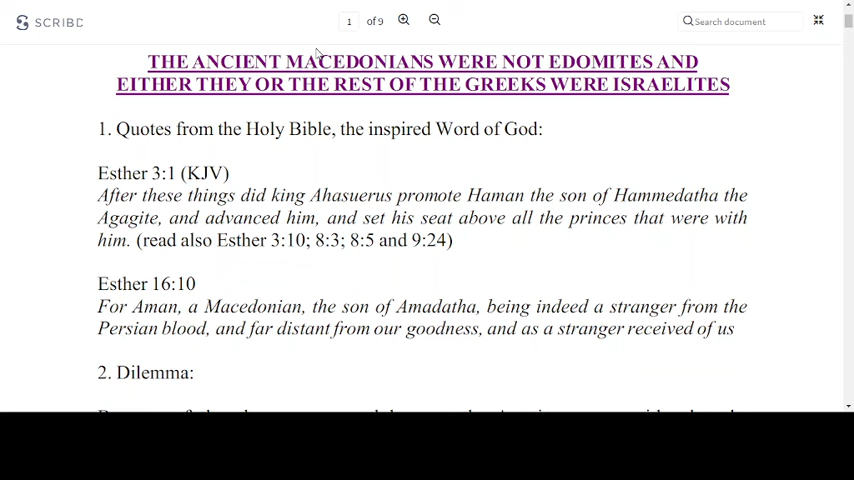 SCRIBD
1 of 9
Search document
THE ANCIENT MACEDONIANS WERE NOT EDOMITES AND
EITHER THEY OR THE REST OF THE GREEKS WERE ISRAELITES
1. Quotes from the Holy Bible, the inspired Word of God:
Esther 3:1 (KJV)
After these things did king Ahasuerus promote Haman the son of Hammedatha the
Agagite, and advanced him, and set his seat above all the princes that were with
him. (read also Esther 3:10; 8:3; 8:5 and 9:24)
Esther 16:10
For Aman, a Macedonian, the son of Amadatha, being indeed a stranger from the
Persian blood, and far distant from our goodness, and as a stranger received of us
2. Dilemma: